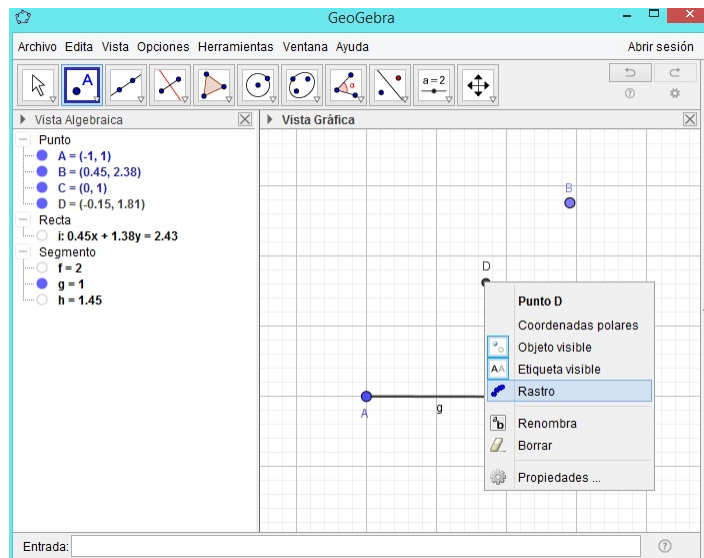 GeoGebra
Archivo Edita Vista Opciones Herramientas Ventana Ayuda
Abrir sesión
A
α
a = 2
Vista Algebraica
Vista Gráfica
Punto
A = (-1, 1)
B = (0.45, 2.38)
C = (0, 1)
D = (-0.15, 1.81)
Recta
i: 0.45x + 1.38y = 2.43
Segmento
f = 2
g = 1
h = 1.45
B
D
A
g
Punto D
Coordenadas polares
Objeto visible
AA Etiqueta visible
Rastro
ab Renombra
Borrar
Propiedades ...
Entrada: